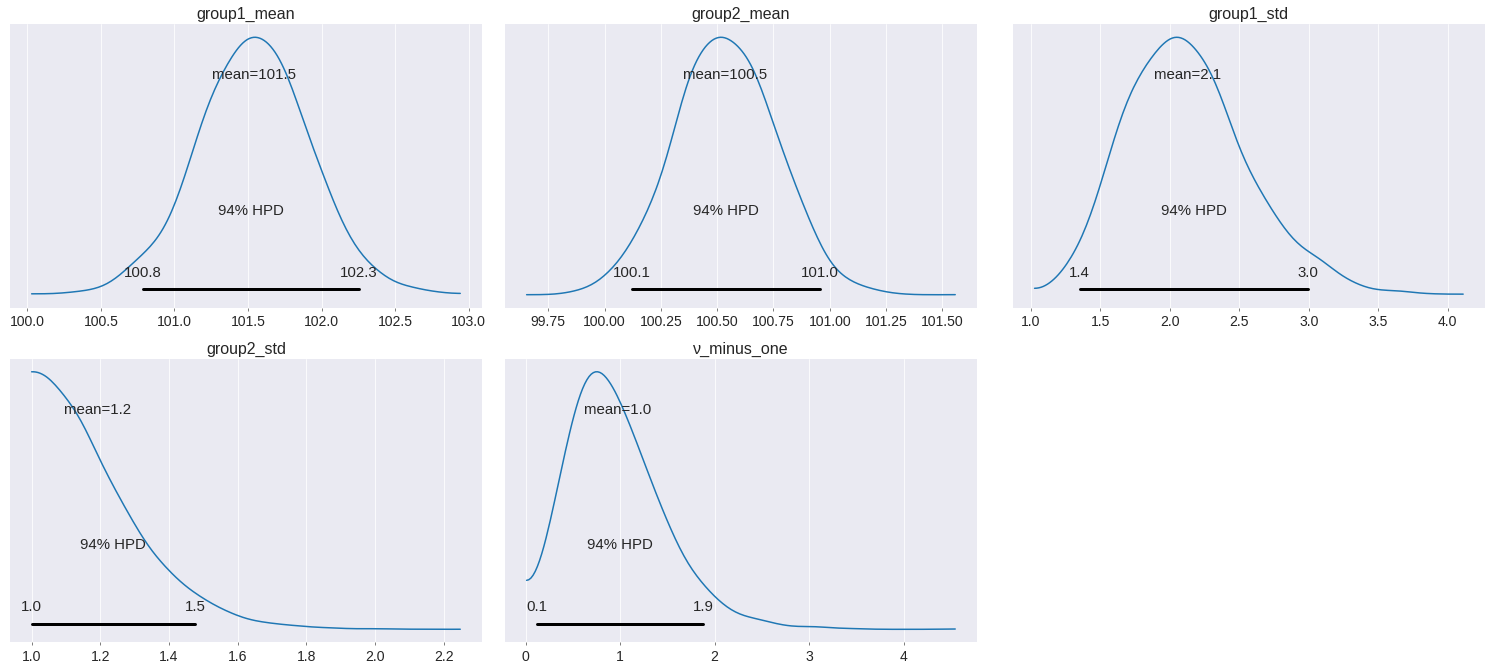 group1_mean
mean=101.5
94% HPD
100.8 102.3
100.0 100.5 101.0 101.5 102.0 102.5 103.0
group2_mean
mean=100.5
94% HPD
100.1 101.0
99.75 100.00 100.25 100.50 100.75 101.00 101.25 101.50
group1_std
mean=2.1
94% HPD
1.4 3.0
1.0 1.5 2.0 2.5 3.0 3.5 4.0
group2_std
mean=1.2
94% HPD
1.0 1.5
1.0 1.2 1.4 1.6 1.8 2.0 2.2
ν_minus_one
mean=1.0
94% HPD
0.1 1.9
0 1 2 3 4